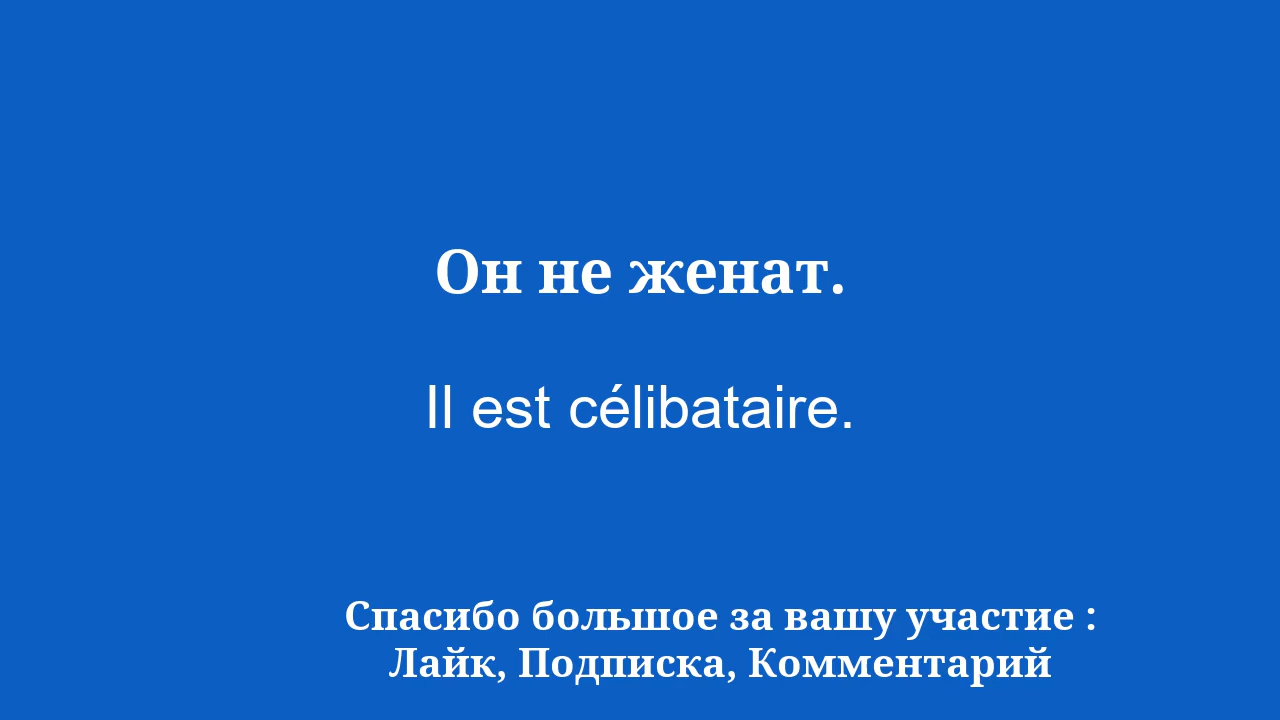 Он не женат.
Il est célibataire.
Спасибо большое за вашу участие :
Лайк, Подписка, Комментарий